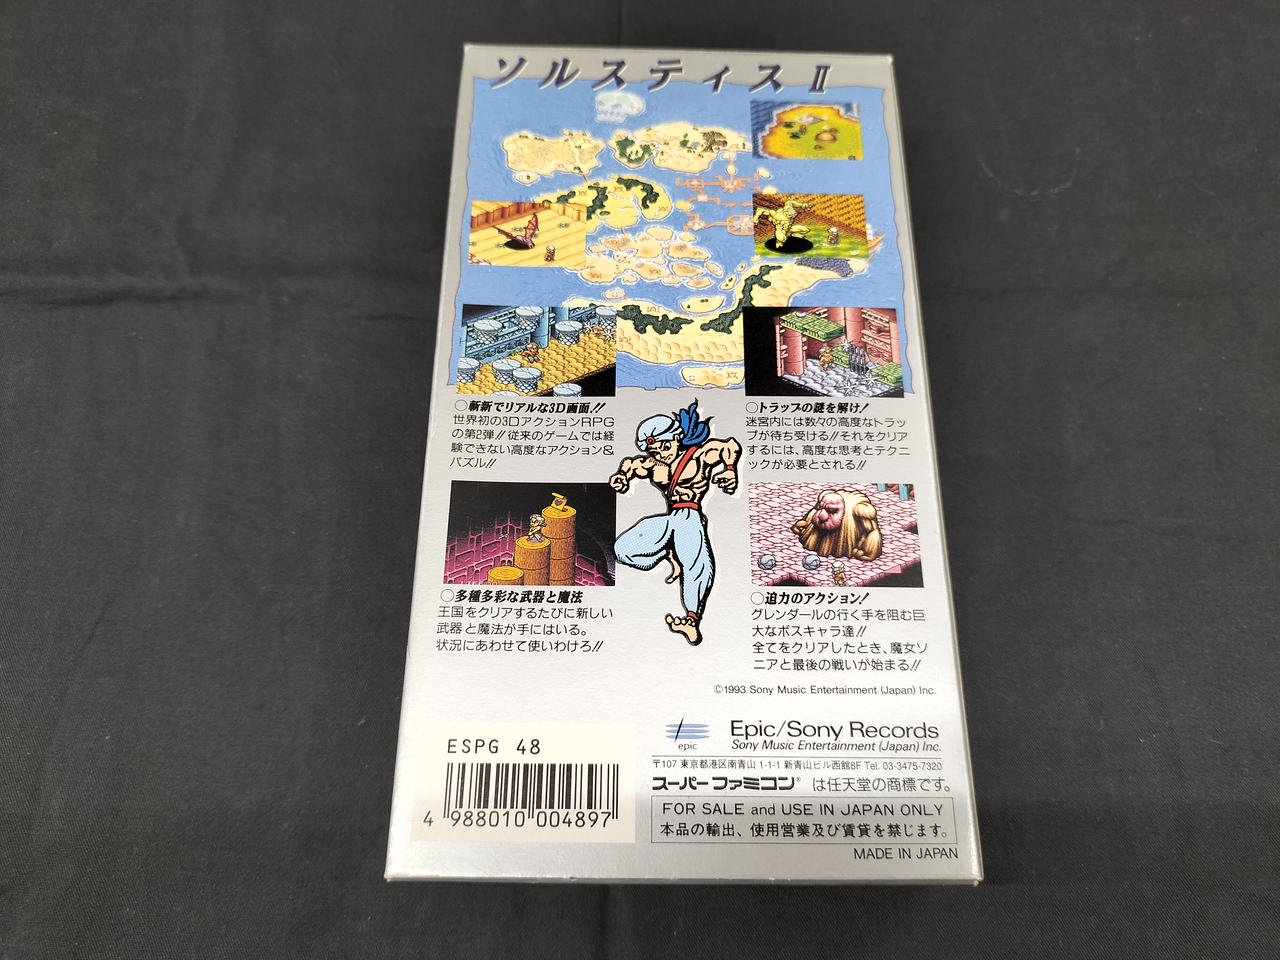 ソルスティスⅡ
○斬新でリアルな3D画面!!
世界初の3DアクションRPG
の第2弾!!従来のゲームでは経
験できない高度なアクション&
パズル!!
○トラップの謎を解け!
迷宮内には数々の高度なトラッ
プが待ち受ける!!それをクリア
するには、高度な思考とテクニ
ックが必要とされる!!
○多種多彩な武器と魔法
王国をクリアするたびに新しい
武器と魔法が手にはいる。
状況にあわせて使いわけろ!!
○迫力のアクション!
グレンダールの行く手を阻む巨
大なボスキャラ達!!
全てをクリアしたとき、魔女ソ
ニアと最後の戦いが始まる!!
©1993 Sony Music Entertainment (Japan) Inc.
epic
Epic/Sony Records
Sony Music Entertainment (Japan) Inc.
〒107 東京都港区南青山 1-1-1 新青山ビル西館8F Tel. 03-3475-7320
スーパーファミコン® は任天堂の商標です。
FOR SALE and USE IN JAPAN ONLY
本品の輸出、使用営業及び賃貸を禁じます。
MADE IN JAPAN
ESPG 48
4 988010 004897